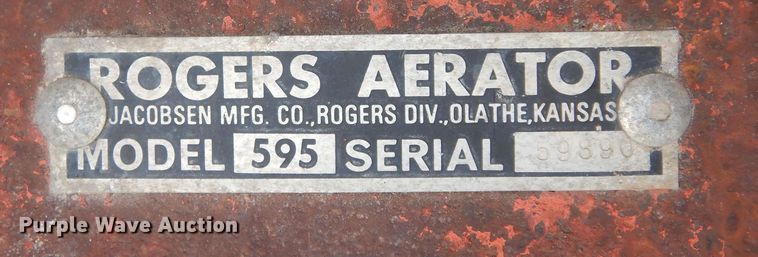 ROGERS AERATOR
JACOBSEN MFG. CO.,ROGERS DIV.,OLATHE,KANSAS
MODEL 595 SERIAL 59890
Purple Wave Auction